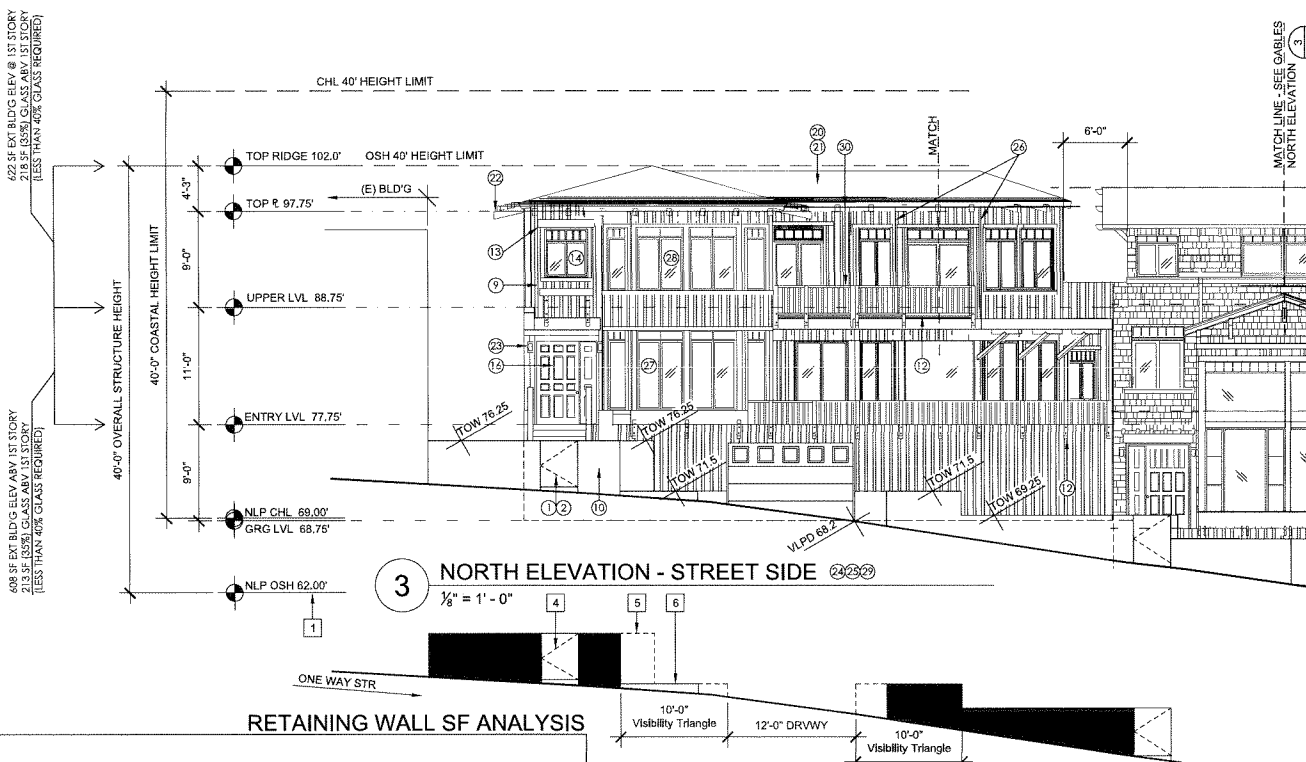 622 SF EXT BLD'G ELEV @ 1ST STORY
218 SF (35%) GLASS ABV 1ST STORY
(LESS THAN 40% GLASS REQUIRED)
608 SF EXT BLD'G ELEV ABV 1ST STORY
213 SF (35%) GLASS ABV 1ST STORY
(LESS THAN 40% GLASS REQUIRED)
40'-0" OVERALL STRUCTURE HEIGHT
40'-0" COASTAL HEIGHT LIMIT
4'-3"
9'-0"
11'-0"
9'-0"
CHL 40' HEIGHT LIMIT
TOP RIDGE 102.0'
OSH 40' HEIGHT LIMIT
(E) BLD'G
TOP PL 97.75'
UPPER LVL 88.75'
ENTRY LVL 77.75'
NLP CHL 69.00'
GRG LVL 68.75'
NLP OSH 62.00'
1
22
13
9
23
16
14
28
27
20
21
30
MATCH
26
6'-0"
MATCH LINE - SEE GABLES
NORTH ELEVATION
3
12
12
TOW 76.25
TOW 76.25
TOW 71.5
TOW 71.5
TOW 69.25
VLPD 68.2'
1 2
10
3
NORTH ELEVATION - STREET SIDE
24 25 29
⅛" = 1' - 0"
4
5
6
ONE WAY STR
RETAINING WALL SF ANALYSIS
10'-0"
Visibility Triangle
12'-0" DRVWY
10'-0"
Visibility Triangle